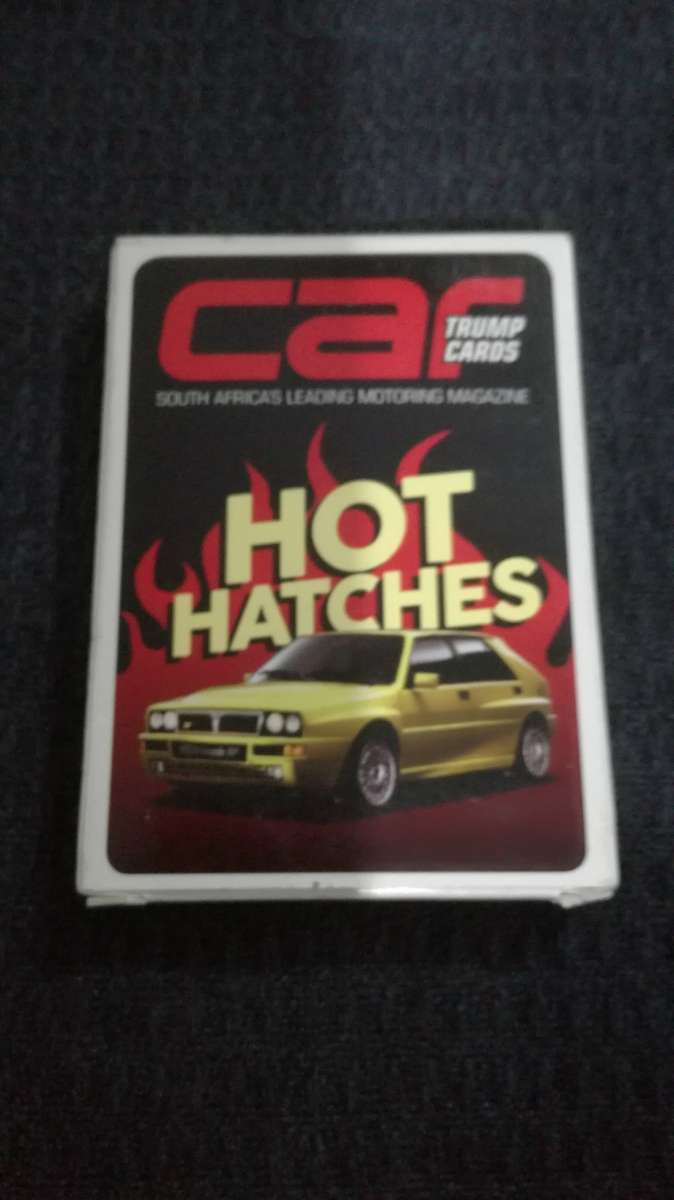 car
TRUMP
CARDS
SOUTH AFRICA'S LEADING MOTORING MAGAZINE
HOT
HATCHES